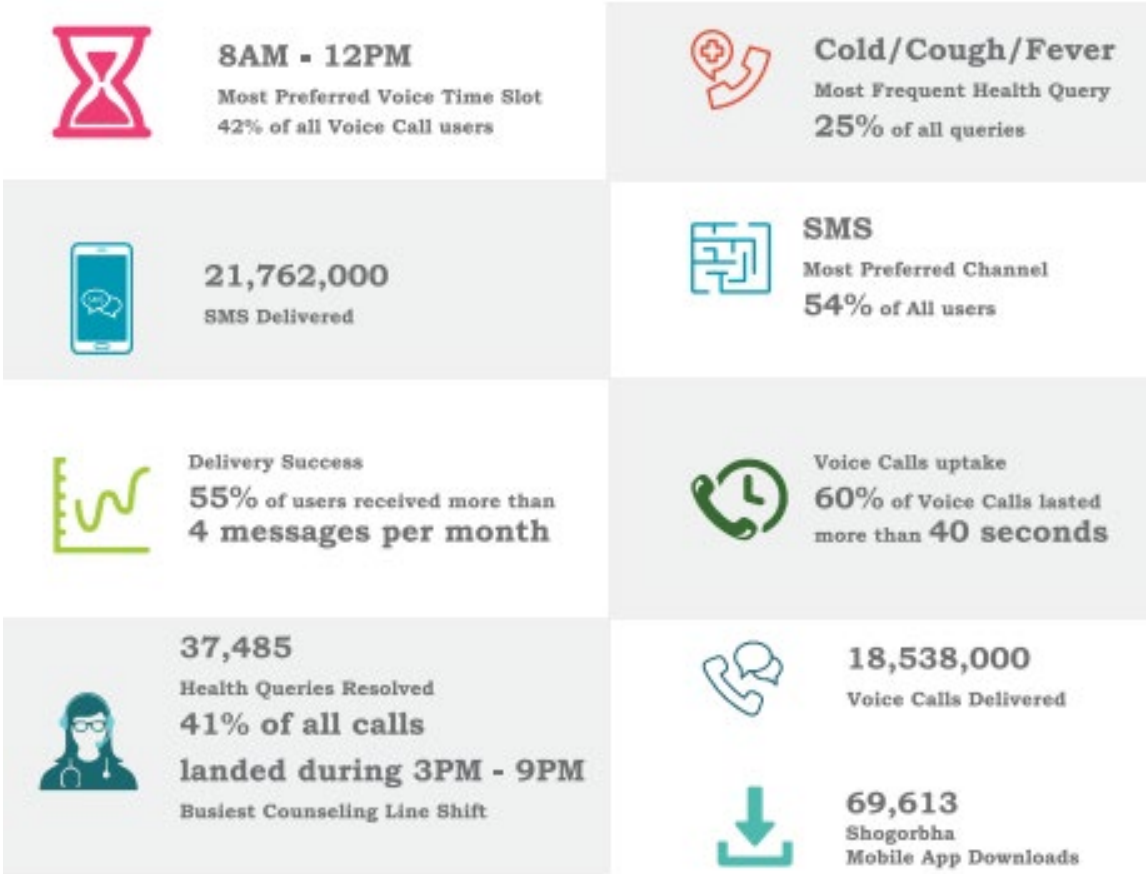 8AM - 12PM
Most Preferred Voice Time Slot
42% of all Voice Call users
Cold/Cough/Fever
Most Frequent Health Query
25% of all queries
21,762,000
SMS Delivered
SMS
Most Preferred Channel
54% of All users
Delivery Success
55% of users received more than
4 messages per month
Voice Calls uptake
60% of Voice Calls lasted
more than 40 seconds
37,485
Health Queries Resolved
41% of all calls
landed during 3PM - 9PM
Busiest Counseling Line Shift
18,538,000
Voice Calls Delivered
69,613
Shogorbha
Mobile App Downloads